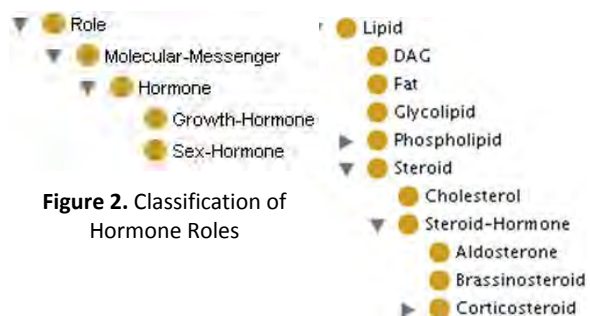 Role
Molecular-Messenger
Hormone
Growth-Hormone
Sex-Hormone
Figure 2. Classification of
Hormone Roles
Lipid
DAG
Fat
Glycolipid
Phospholipid
Steroid
Cholesterol
Steroid-Hormone
Aldosterone
Brassinosteroid
Corticosteroid